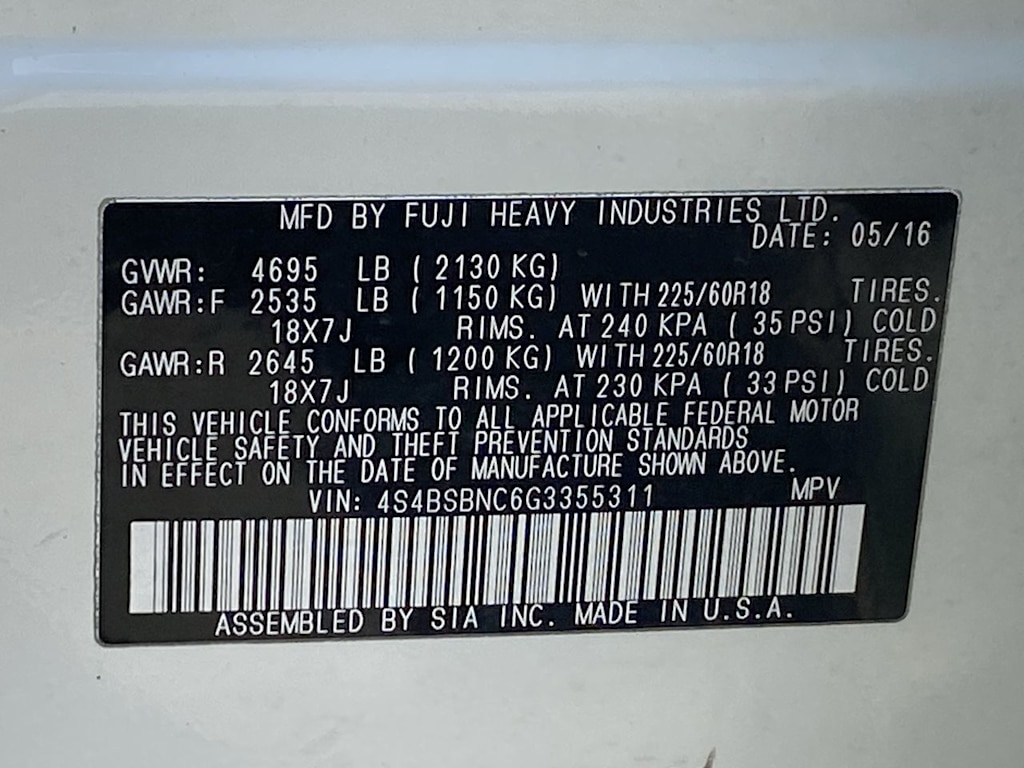 MFD BY FUJI HEAVY INDUSTRIES LTD.
DATE: 05/16
GVWR: 4695 LB ( 2130 KG)
GAWR:F 2535 LB ( 1150 KG) WITH 225/60R18 TIRES.
18X7J RIMS. AT 240 KPA ( 35 PSI) COLD
GAWR:R 2645 LB ( 1200 KG) WITH 225/60R18 TIRES.
18X7J RIMS. AT 230 KPA ( 33 PSI) COLD
THIS VEHICLE CONFORMS TO ALL APPLICABLE FEDERAL MOTOR
VEHICLE SAFETY AND THEFT PREVENTION STANDARDS
IN EFFECT ON THE DATE OF MANUFACTURE SHOWN ABOVE.
VIN: 4S4BSBNC6G3355311 MPV
ASSEMBLED BY SIA INC. MADE IN U.S.A.